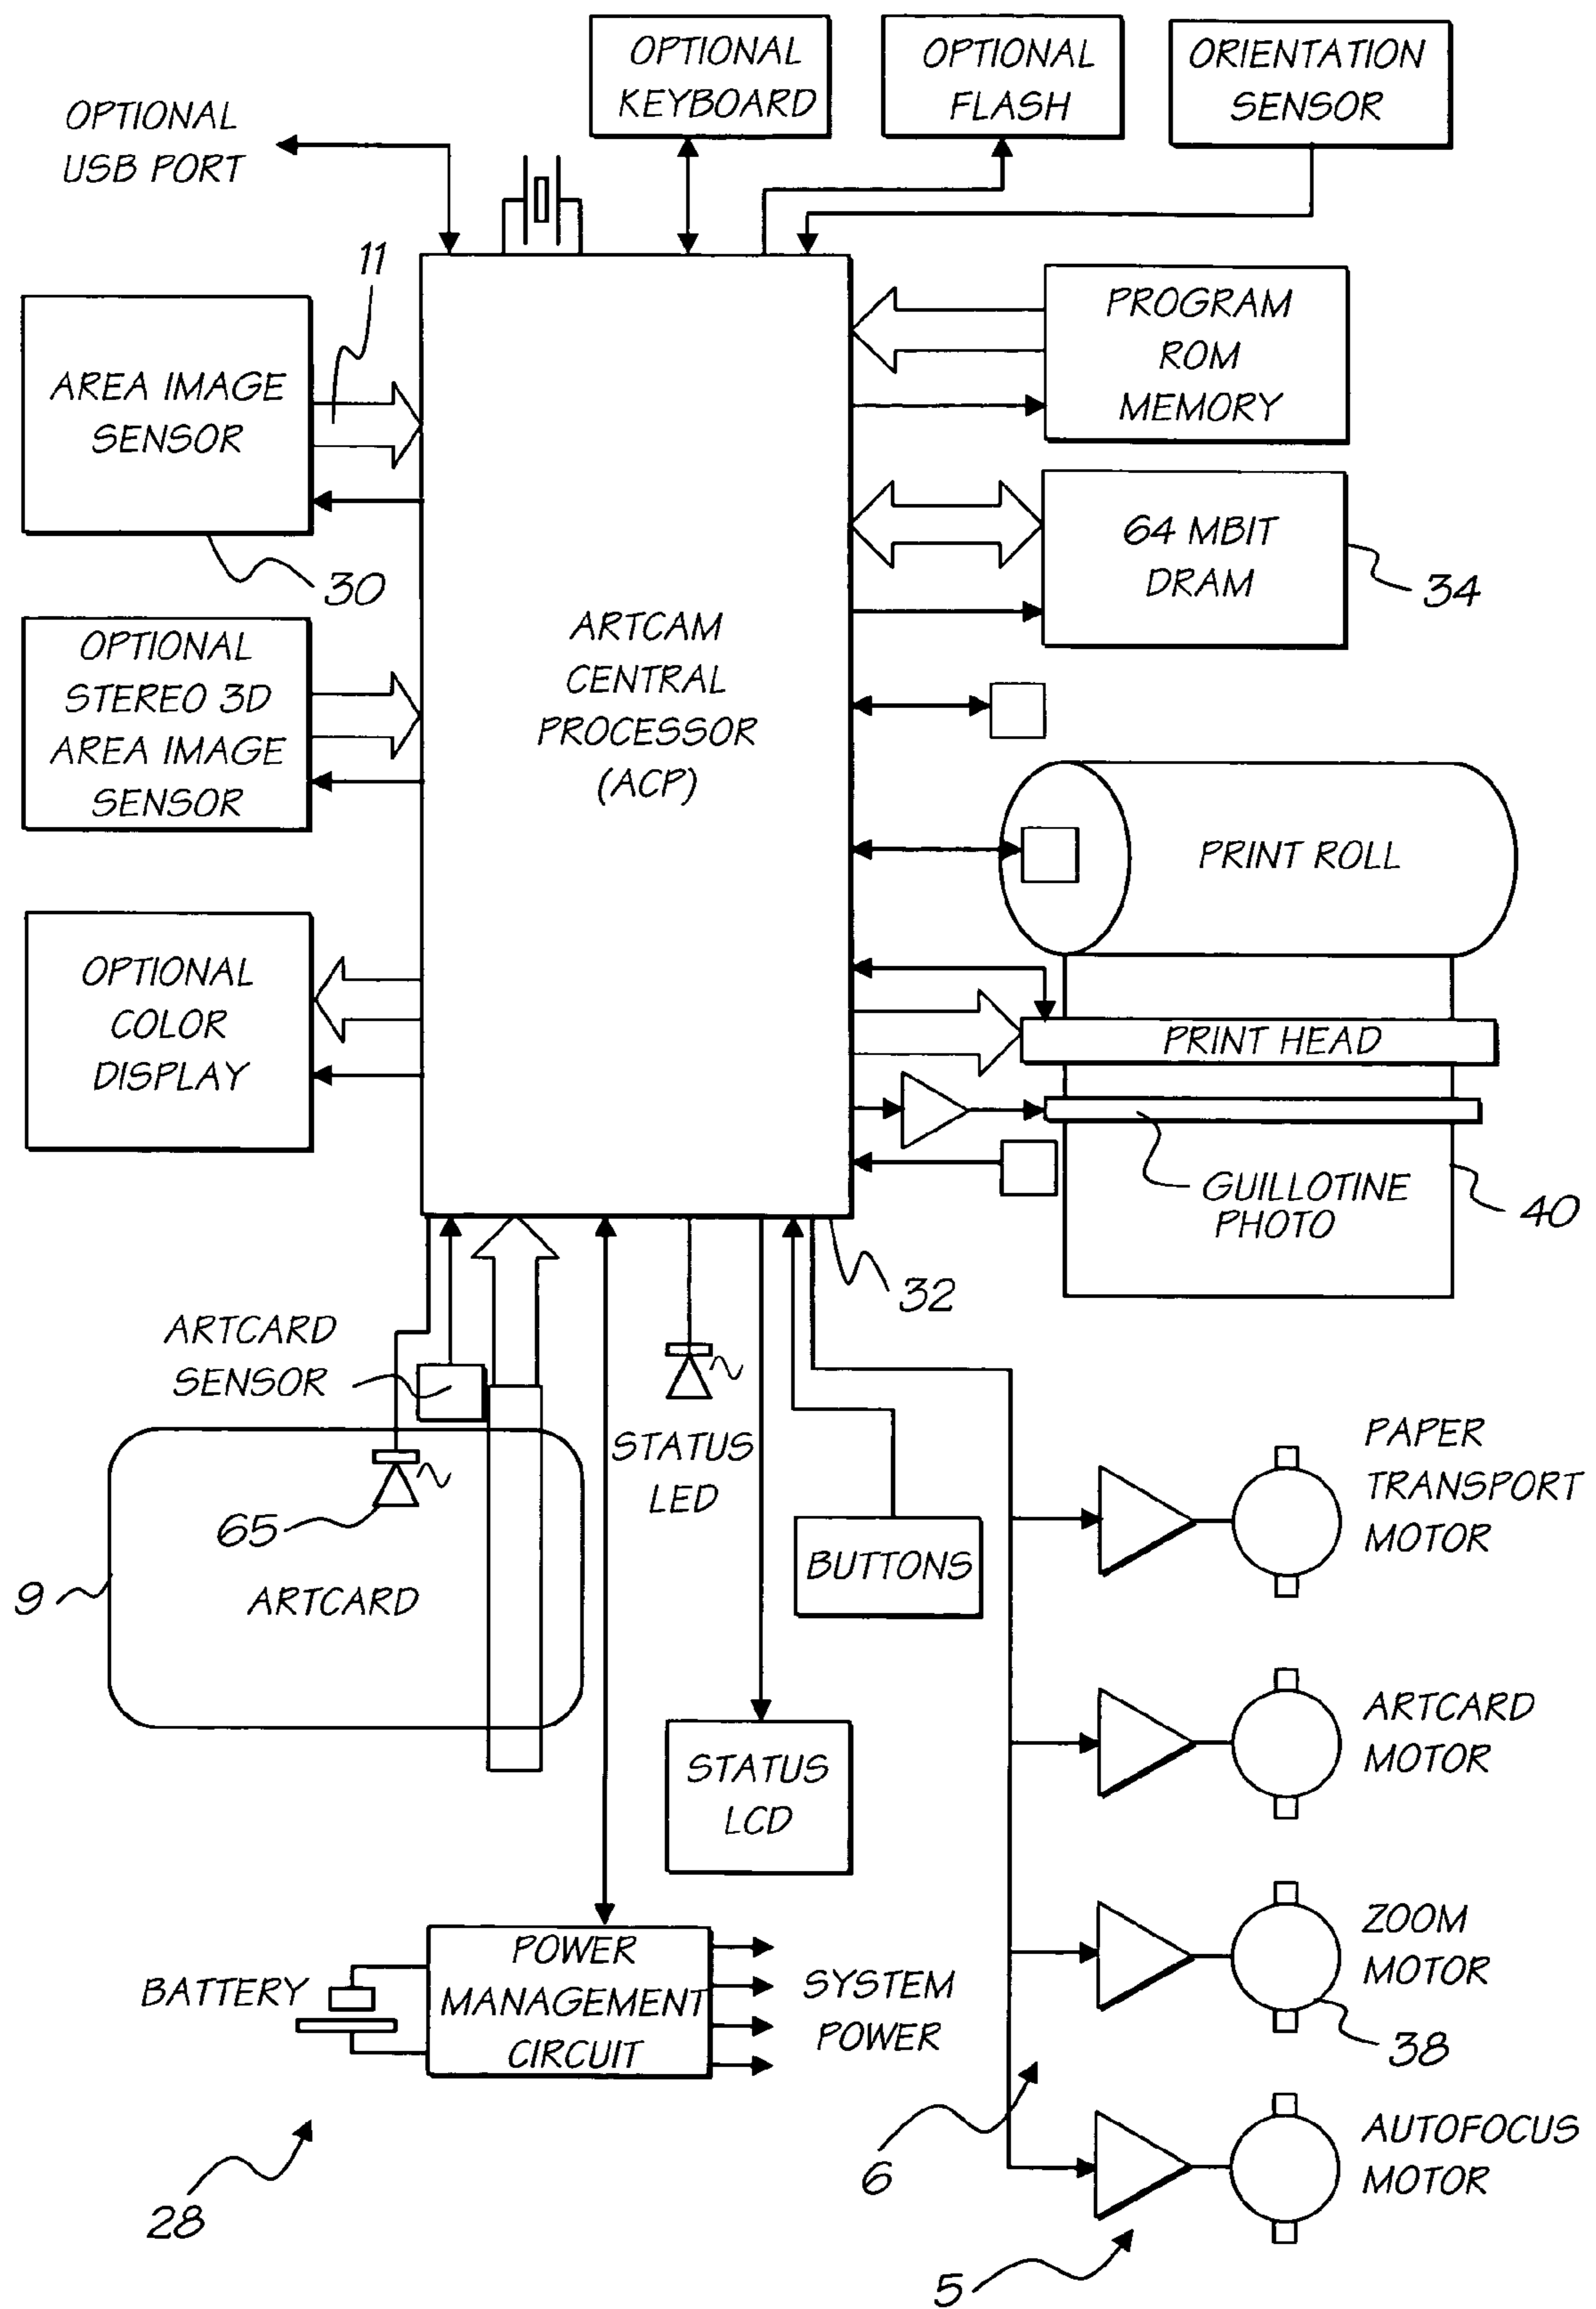 OPTIONAL
USB PORT
OPTIONAL
KEYBOARD
OPTIONAL
FLASH
ORIENTATION
SENSOR
11
AREA IMAGE
SENSOR
30
PROGRAM
ROM
MEMORY
64 MBIT
DRAM
34
OPTIONAL
STEREO 3D
AREA IMAGE
SENSOR
ARTCAM
CENTRAL
PROCESSOR
(ACP)
PRINT ROLL
OPTIONAL
COLOR
DISPLAY
PRINT HEAD
GUILLOTINE
PHOTO
40
32
ARTCARD
SENSOR
STATUS
LED
65
9
ARTCARD
BUTTONS
PAPER
TRANSPORT
MOTOR
ARTCARD
MOTOR
STATUS
LCD
ZOOM
MOTOR
38
BATTERY
POWER
MANAGEMENT
CIRCUIT
SYSTEM
POWER
28
6
AUTOFOCUS
MOTOR
5